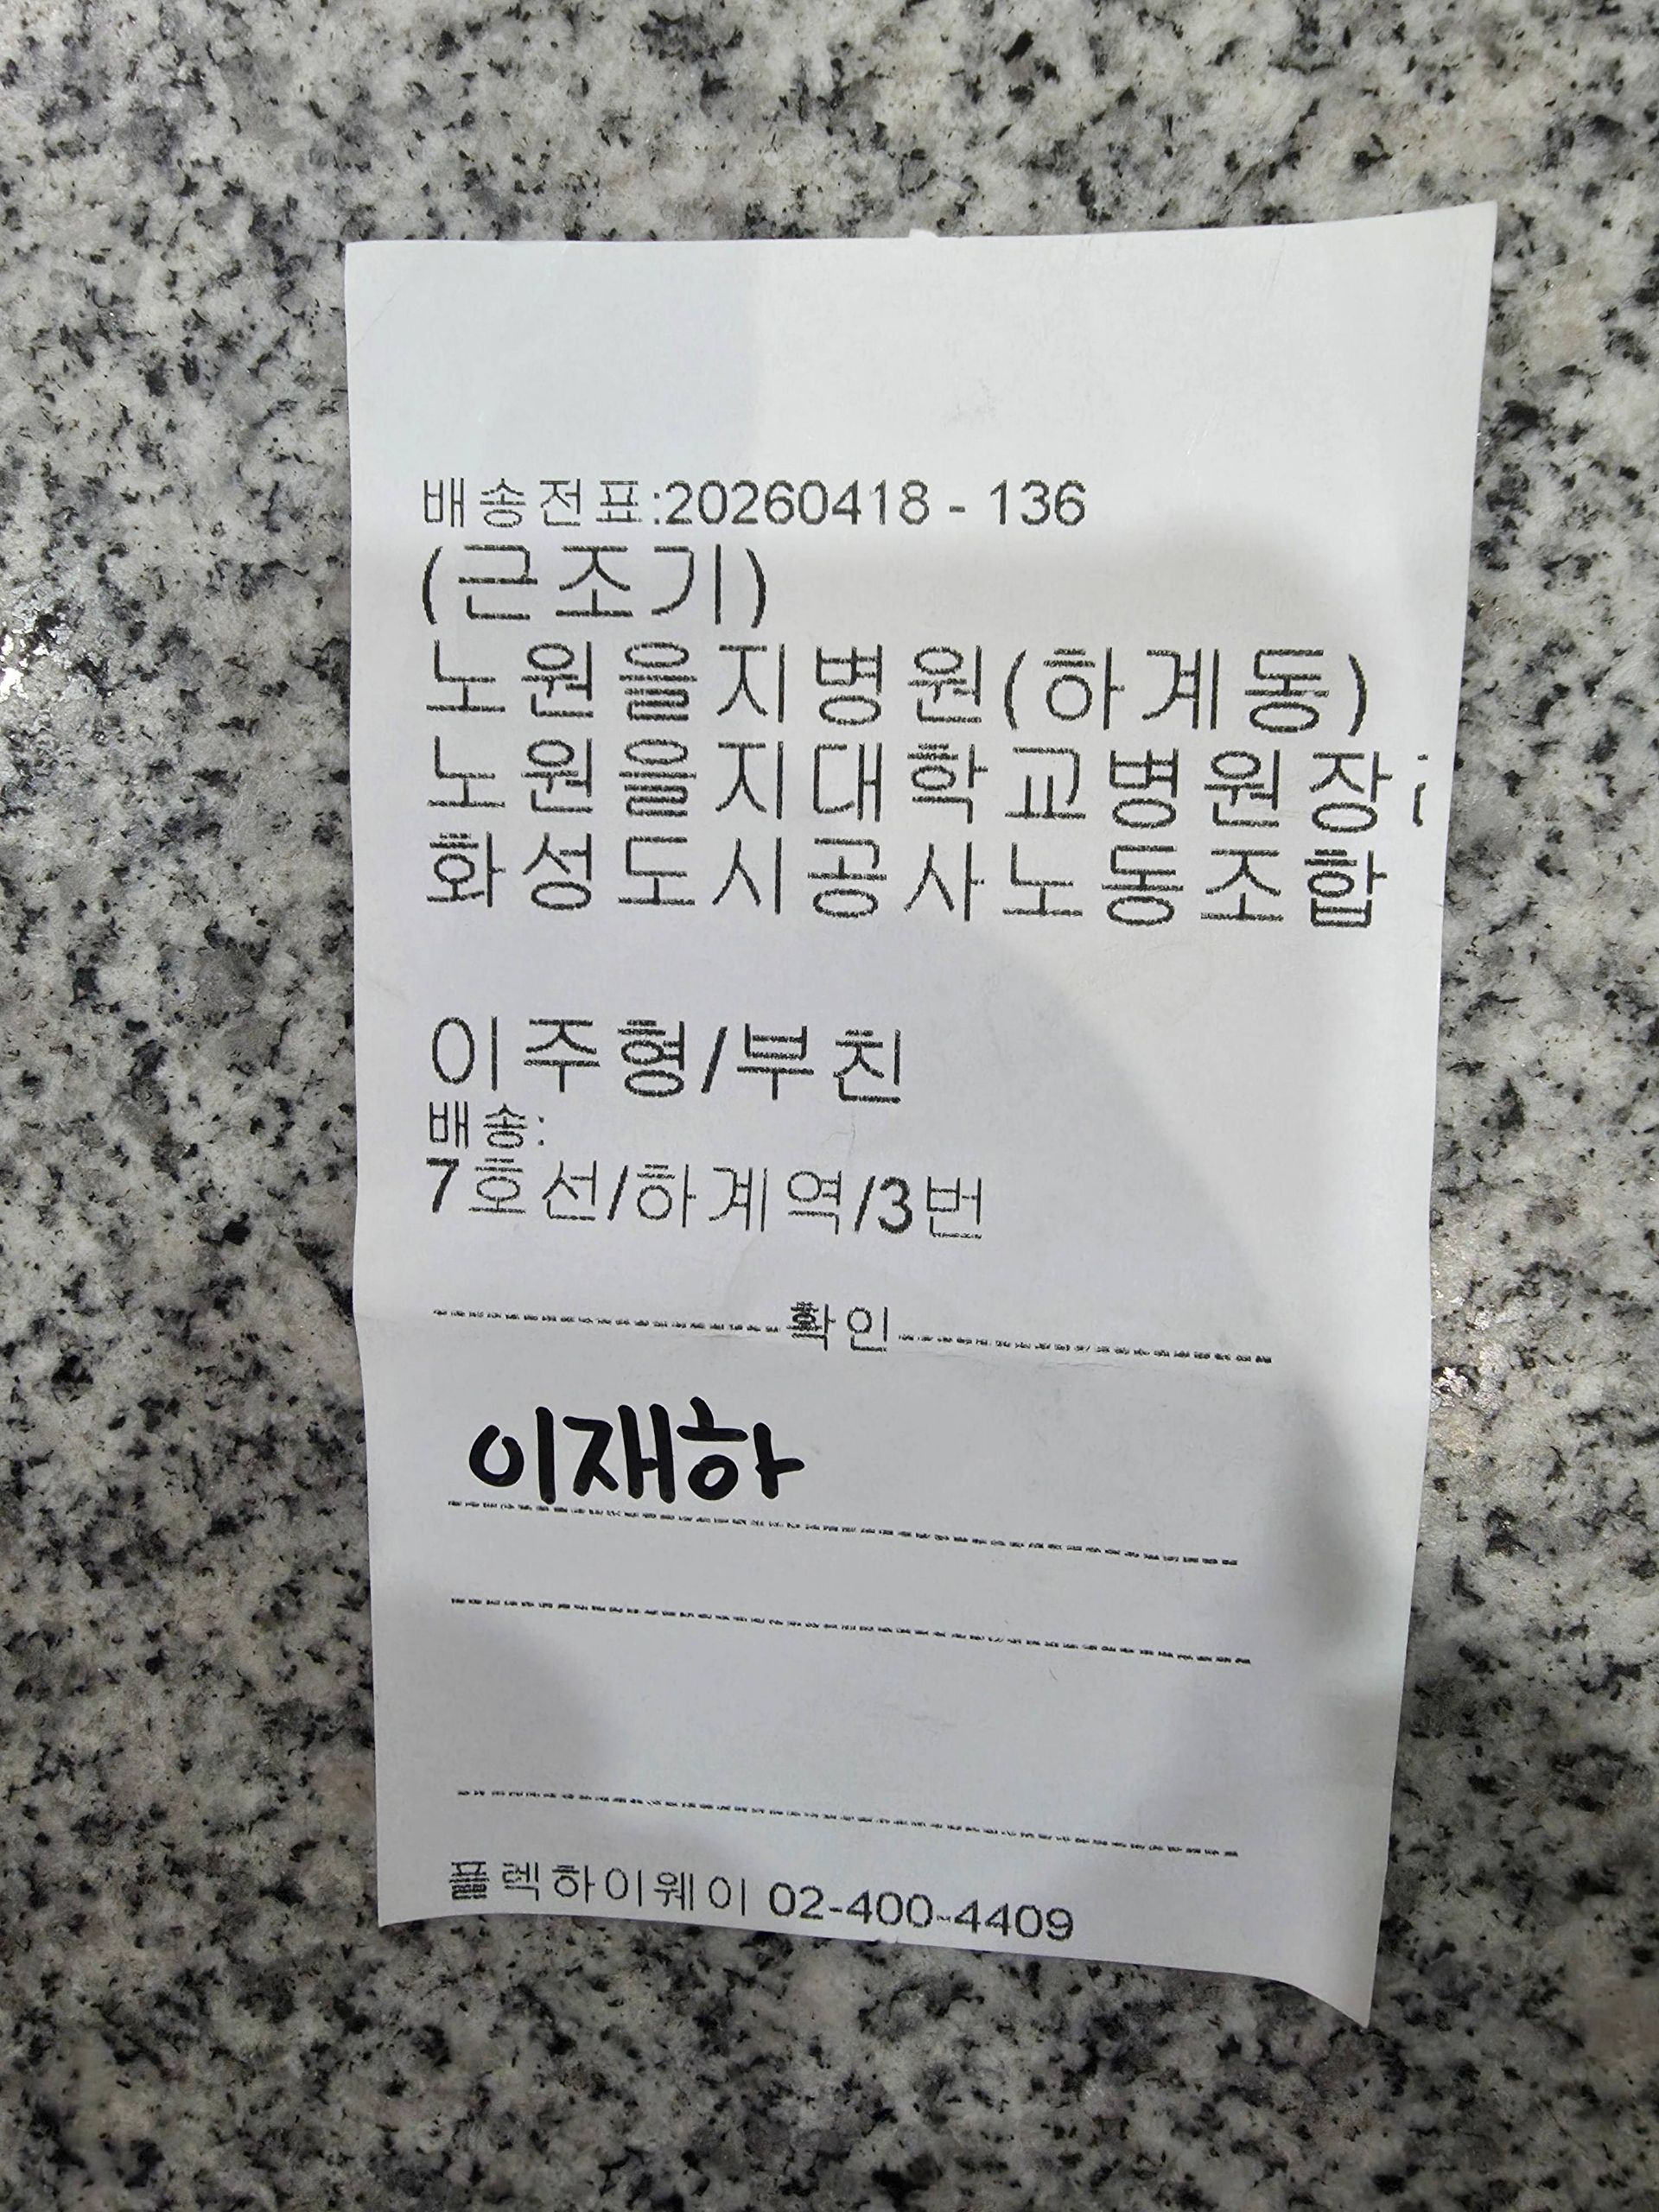 배송전표:20260418 - 136
(근조기)
노원을지병원(하계동)
노원을지대학교병원장
화성도시공사노동조합
이주형/부친
배송:
7호선/하계역/3번
확인
이재하
플렉하이웨이 02-400-4409